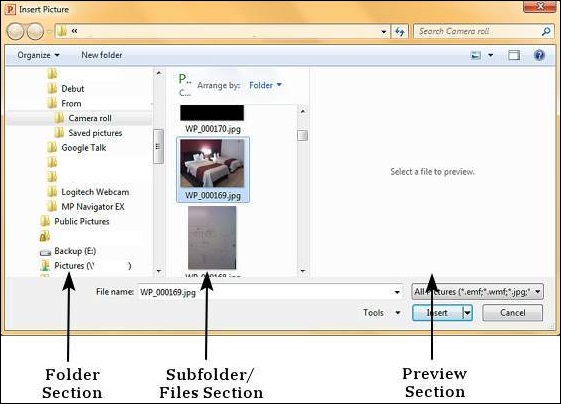 Insert Picture
«
Search Camera roll
Organize
New folder
Debut
From
Camera roll
Saved pictures
Google Talk
Logitech Webcam
MP Navigator EX
Public Pictures
Backup (E:)
Pictures (\\' )
P...
C...
Arrange by: Folder
WP_000170.jpg
WP_000169.jpg
WP_000168.jpg
Select a file to preview.
File name: WP_000169.jpg
All Pictures (*.emf;*.wmf;*.jpg;*
Tools
Insert
Cancel
Folder
Section
Subfolder/
Files Section
Preview
Section